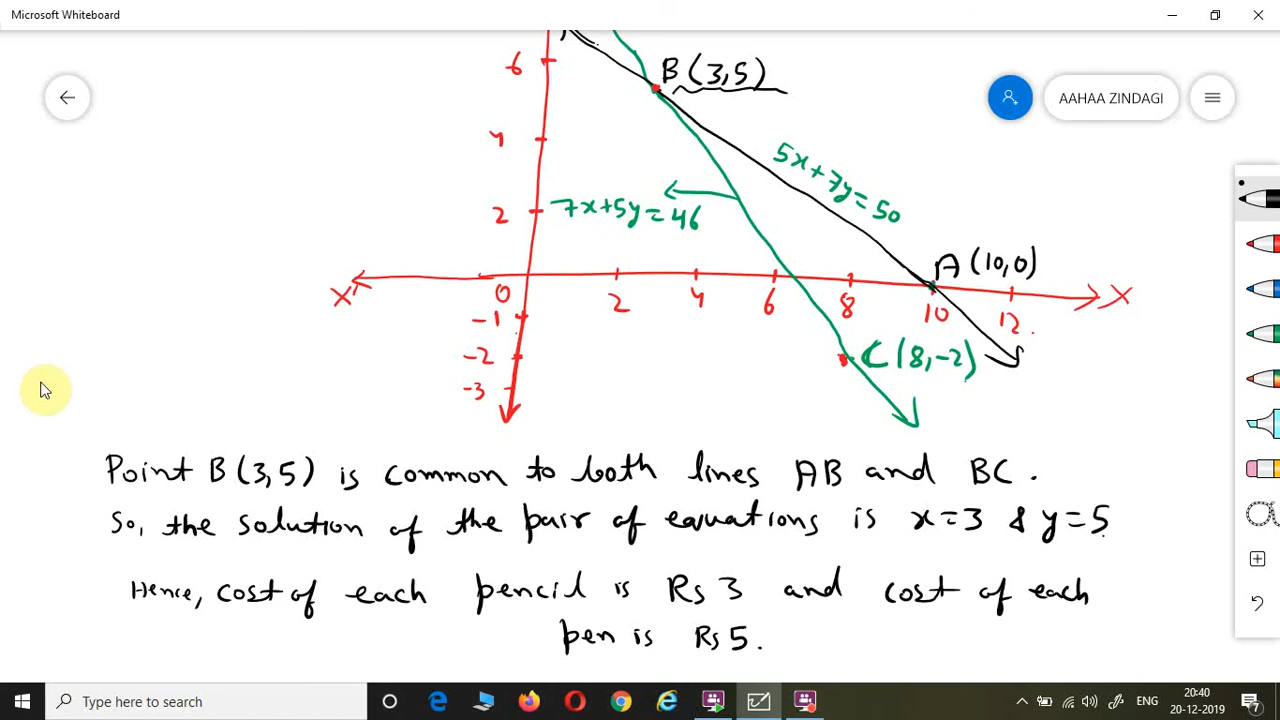 Microsoft Whiteboard
AAHAA ZINDAGI
6
B (3,5)
4
5x+7y=50
2
7x+5y=46
A (10,0)
X'
0
2
4
6
8
10
12
X
-1
-2
C (8,-2)
-3
Point B (3,5) is common to both lines AB and BC.
So, the solution of the pair of equations is x=3 & y=5.
Hence, cost of each pencil is Rs 3 and cost of each
pen is Rs 5.
Type here to search
ENG
20:40
20-12-2019
7